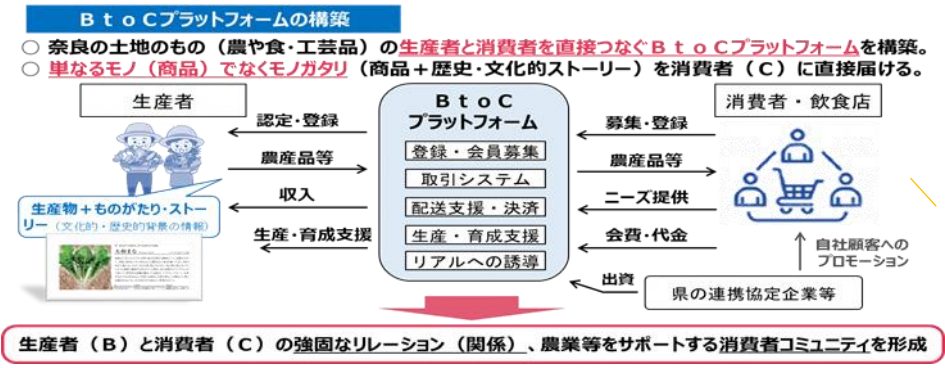 ＢｔｏＣプラットフォームの構築
○ 奈良の土地のもの（農や食・工芸品）の生産者と消費者を直接つなぐＢｔｏＣプラットフォームを構築。
○ 単なるモノ（商品）でなくモノガタリ（商品＋歴史・文化的ストーリー）を消費者（Ｃ）に直接届ける。
生産者
認定・登録
農産品等
収入
生産・育成支援
生産物＋ものがたり・ストー
リー（文化的・歴史的背景の情報）
ＢｔｏＣ
プラットフォーム
登録・会員募集
取引システム
配送支援・決済
生産・育成支援
リアルへの誘導
募集・登録
農産品等
ニーズ提供
会費・代金
出資
消費者・飲食店
自社顧客への
プロモーション
県の連携協定企業等
生産者（Ｂ）と消費者（Ｃ）の強固なリレーション（関係）、農業等をサポートする消費者コミュニティを形成